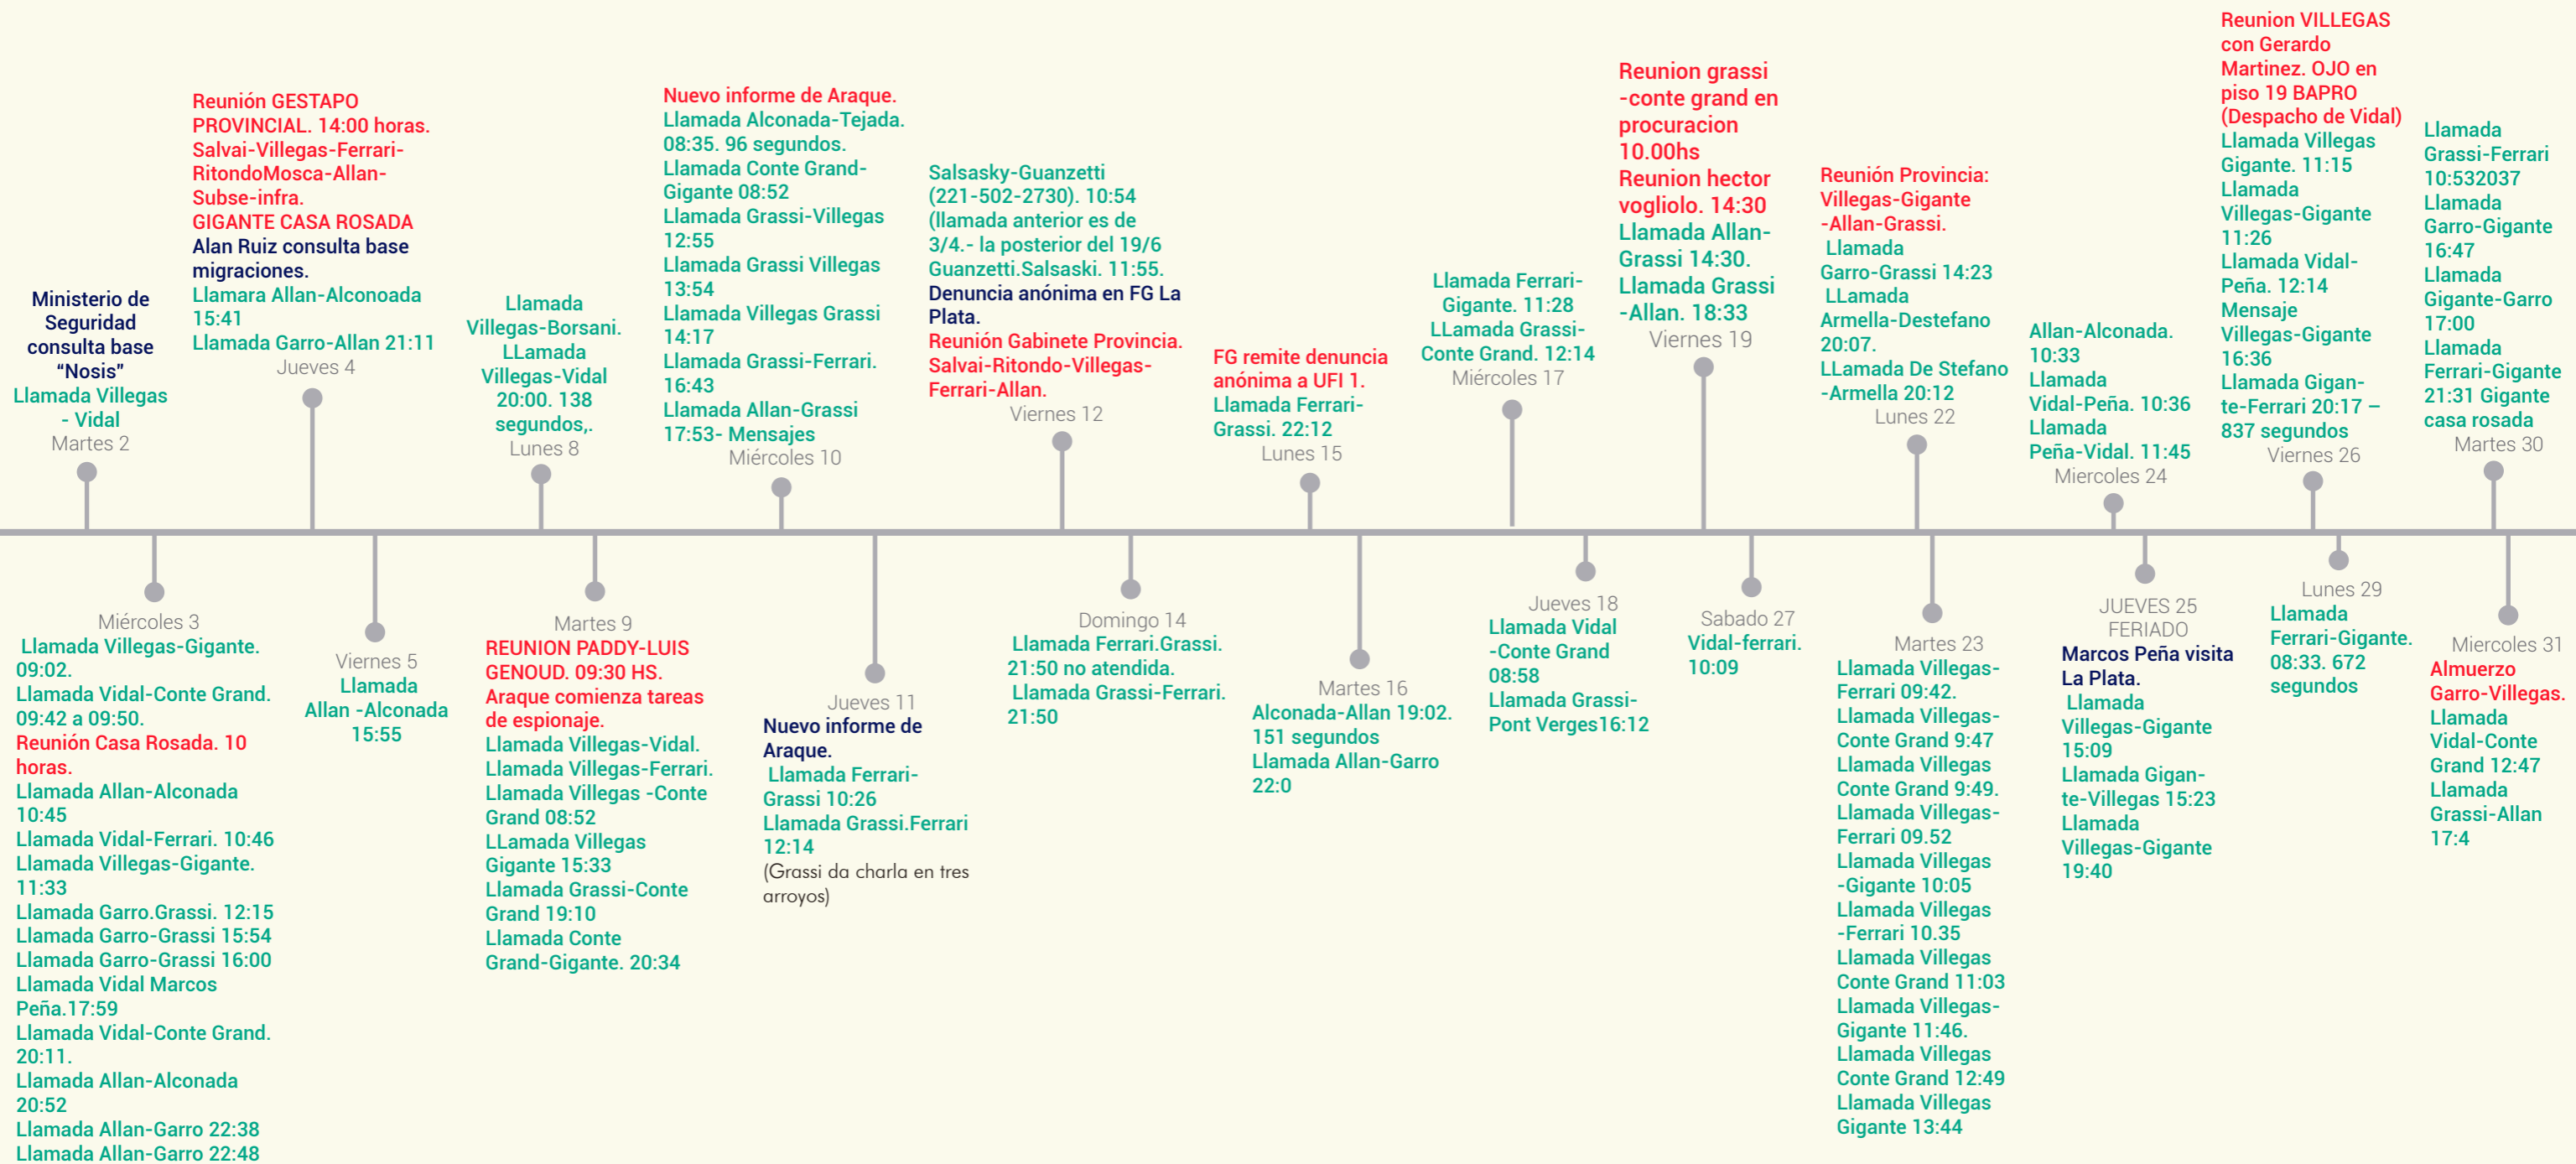 Ministerio de
Seguridad
consulta base
“Nosis”
Llamada Villegas
- Vidal
Martes 2
Reunión GESTAPO
PROVINCIAL. 14:00 horas.
Salvai-Villegas-Ferrari-
RitondoMosca-Allan-
Subse-infra.
GIGANTE CASA ROSADA
Alan Ruiz consulta base
migraciones.
Llamara Allan-Alconoada
15:41
Llamada Garro-Allan 21:11
Jueves 4
Llamada
Villegas-Borsani.
LLamada
Villegas-Vidal
20:00. 138
segundos,.
Lunes 8
Nuevo informe de Araque.
Llamada Alconada-Tejada.
08:35. 96 segundos.
Llamada Conte Grand-
Gigante 08:52
Llamada Grassi-Villegas
12:55
Llamada Grassi Villegas
13:54
Llamada Villegas Grassi
14:17
Llamada Grassi-Ferrari.
16:43
Llamada Allan-Grassi
17:53- Mensajes
Miércoles 10
Salsasky-Guanzetti
(221-502-2730). 10:54
(llamada anterior es de
3/4.- la posterior del 19/6
Guanzetti.Salsaski. 11:55.
Denuncia anónima en FG La
Plata.
Reunión Gabinete Provincia.
Salvai-Ritondo-Villegas-
Ferrari-Allan.
Viernes 12
FG remite denuncia
anónima a UFI 1.
Llamada Ferrari-
Grassi. 22:12
Lunes 15
Llamada Ferrari-
Gigante. 11:28
LLamada Grassi-
Conte Grand. 12:14
Miércoles 17
Reunion grassi
-conte grand en
procuracion
10.00hs
Reunion hector
vogliolo. 14:30
Llamada Allan-
Grassi 14:30.
Llamada Grassi
-Allan. 18:33
Viernes 19
Reunión Provincia:
Villegas-Gigante
-Allan-Grassi.
Llamada
Garro-Grassi 14:23
LLamada
Armella-Destefano
20:07.
LLamada De Stefano
-Armella 20:12
Lunes 22
Allan-Alconada.
10:33
Llamada
Vidal-Peña. 10:36
Llamada
Peña-Vidal. 11:45
Miercoles 24
Reunion VILLEGAS
con Gerardo
Martinez. OJO en
piso 19 BAPRO
(Despacho de Vidal)
Llamada Villegas
Gigante. 11:15
Llamada
Villegas-Gigante
11:26
Llamada Vidal-
Peña. 12:14
Mensaje
Villegas-Gigante
16:36
Llamada Gigan-
te-Ferrari 20:17 –
837 segundos
Viernes 26
Llamada
Grassi-Ferrari
10:532037
Llamada
Garro-Gigante
16:47
Llamada
Gigante-Garro
17:00
Llamada
Ferrari-Gigante
21:31 Gigante
casa rosada
Martes 30
Miércoles 3
Llamada Villegas-Gigante.
09:02.
Llamada Vidal-Conte Grand.
09:42 a 09:50.
Reunión Casa Rosada. 10
horas.
Llamada Allan-Alconada
10:45
Llamada Vidal-Ferrari. 10:46
Llamada Villegas-Gigante.
11:33
Llamada Garro.Grassi. 12:15
Llamada Garro-Grassi 15:54
Llamada Garro-Grassi 16:00
Llamada Vidal Marcos
Peña.17:59
Llamada Vidal-Conte Grand.
20:11.
Llamada Allan-Alconada
20:52
Llamada Allan-Garro 22:38
Llamada Allan-Garro 22:48
Viernes 5
Llamada
Allan -Alconada
15:55
Martes 9
REUNION PADDY-LUIS
GENOUD. 09:30 HS.
Araque comienza tareas
de espionaje.
Llamada Villegas-Vidal.
Llamada Villegas-Ferrari.
Llamada Villegas -Conte
Grand 08:52
LLamada Villegas
Gigante 15:33
Llamada Grassi-Conte
Grand 19:10
Llamada Conte
Grand-Gigante. 20:34
Jueves 11
Nuevo informe de
Araque.
Llamada Ferrari-
Grassi 10:26
Llamada Grassi.Ferrari
12:14
(Grassi da charla en tres
arroyos)
Domingo 14
Llamada Ferrari.Grassi.
21:50 no atendida.
Llamada Grassi-Ferrari.
21:50
Martes 16
Alconada-Allan 19:02.
151 segundos
Llamada Allan-Garro
22:0
Jueves 18
Llamada Vidal
-Conte Grand
08:58
Llamada Grassi-
Pont Verges16:12
Sabado 27
Vidal-ferrari.
10:09
Martes 23
Llamada Villegas-
Ferrari 09:42.
Llamada Villegas-
Conte Grand 9:47
Llamada Villegas
Conte Grand 9:49.
Llamada Villegas-
Ferrari 09.52
Llamada Villegas
-Gigante 10:05
Llamada Villegas
-Ferrari 10.35
Llamada Villegas
Conte Grand 11:03
Llamada Villegas-
Gigante 11:46.
Llamada Villegas
Conte Grand 12:49
Llamada Villegas
Gigante 13:44
JUEVES 25
FERIADO
Marcos Peña visita
La Plata.
Llamada
Villegas-Gigante
15:09
Llamada Gigan-
te-Villegas 15:23
Llamada
Villegas-Gigante
19:40
Lunes 29
Llamada
Ferrari-Gigante.
08:33. 672
segundos
Miercoles 31
Almuerzo
Garro-Villegas.
Llamada
Vidal-Conte
Grand 12:47
Llamada
Grassi-Allan
17:4